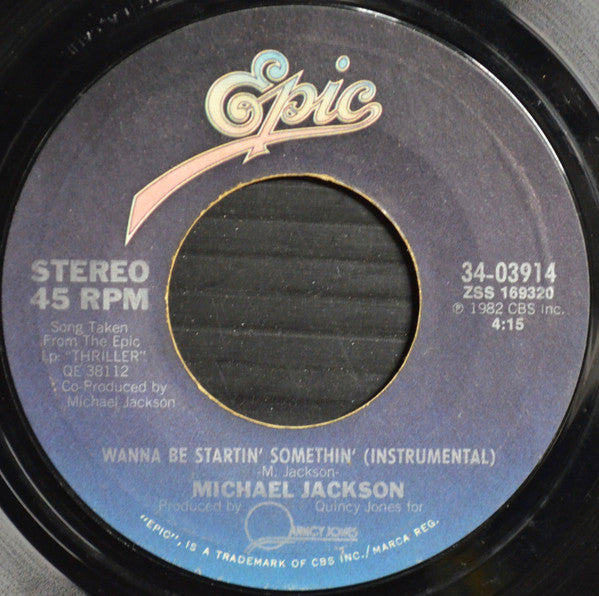 Epic
STEREO
45 RPM
Song Taken
From The Epic
Lp: "THRILLER"
QE 38112
Co-Produced by
Michael Jackson
34-03914
ZSS 169320
℗ 1982 CBS Inc.
4:15
WANNA BE STARTIN' SOMETHIN' (INSTRUMENTAL)
-M. Jackson-
MICHAEL JACKSON
Produced by Quincy Jones for
QUINCY JONES
"EPIC", IS A TRADEMARK OF CBS INC./MARCA REG.